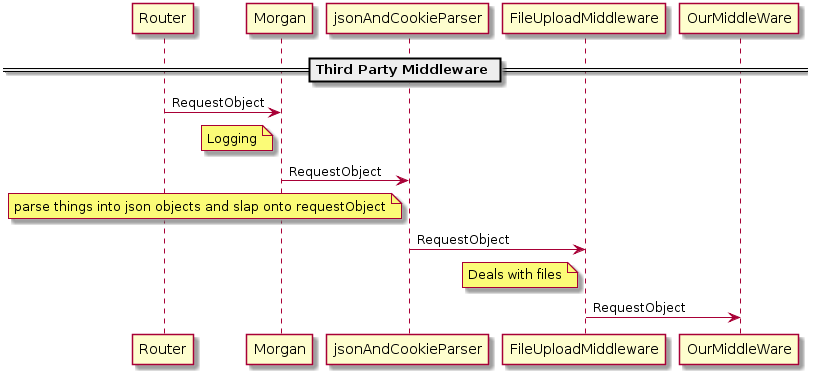 Router Morgan jsonAndCookieParser FileUploadMiddleware OurMiddleWare
Third Party Middleware
RequestObject
Logging
RequestObject
parse things into json objects and slap onto requestObject
RequestObject
Deals with files
RequestObject
Router Morgan jsonAndCookieParser FileUploadMiddleware OurMiddleWare